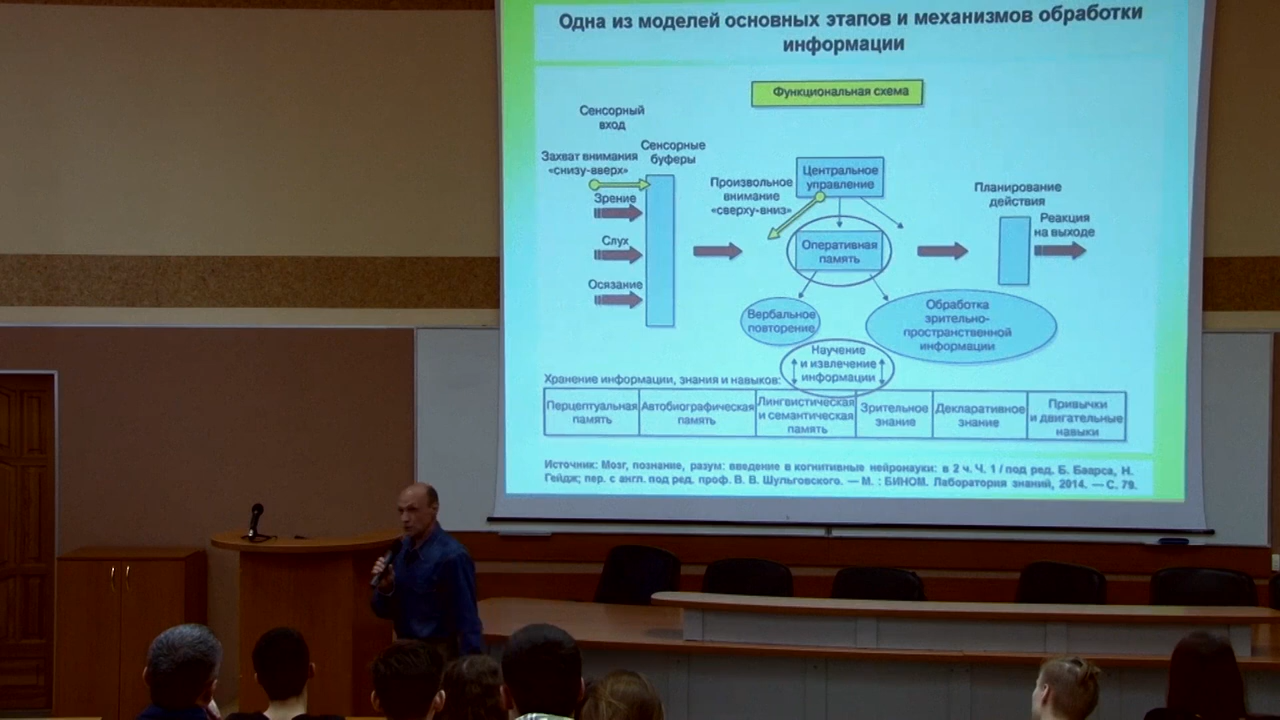 Одна из моделей основных этапов и механизмов обработки
информации
Функциональная схема
Сенсорный
вход
Захват внимания
«снизу-вверх»
Сенсорные
буферы
Зрение
Слух
Осязание
Произвольное
внимание
«сверху-вниз»
Центральное
управление
Оперативная
память
Планирование
действия
Реакция
на выходе
Вербальное
повторение
Обработка
зрительно-
пространственной
информации
Научение
и извлечение
информации
Хранение информации, знания и навыков:
Перцептуальная
память
Автобиографическая
память
Лингвистическая
и семантическая
память
Зрительное
знание
Декларативное
знание
Привычки
и двигательные
навыки
Источник: Мозг, познание, разум: введение в когнитивные нейронауки: в 2 ч. Ч. 1 / под ред. Б. Баарса, Н.
Гейдж; пер. с англ. под ред. проф. В. В. Шульговского. — М. : БИНОМ. Лаборатория знаний, 2014. — С. 79.